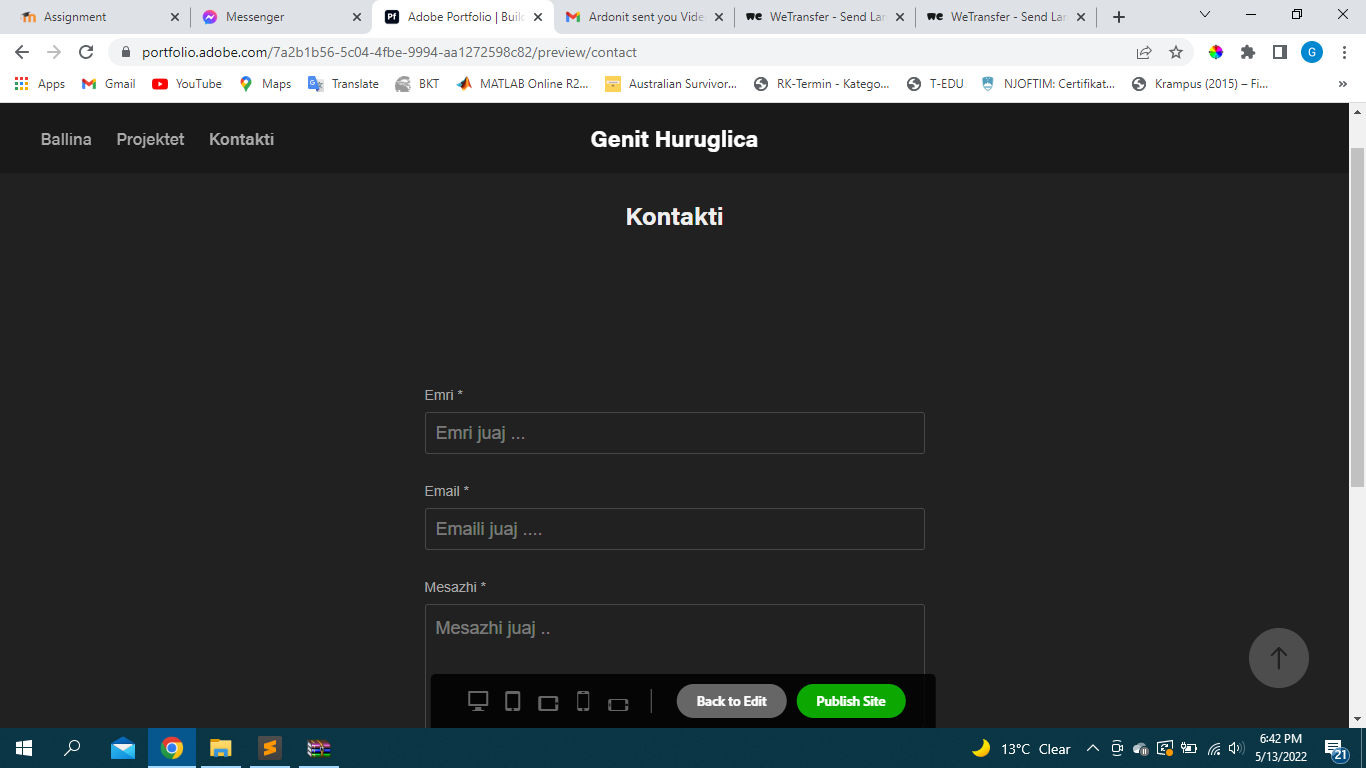 Assignment
Messenger
Adobe Portfolio | Buil
Ardonit sent you Vide
WeTransfer - Send Lar
WeTransfer - Send Lar
portfolio.adobe.com/7a2b1b56-5c04-4fbe-9994-aa1272598c82/preview/contact
G
Apps
Gmail
YouTube
Maps
Translate
BKT
MATLAB Online R2...
Australian Survivor...
RK-Termin - Katego...
T-EDU
NJOFTIM: Certifikat...
Krampus (2015) – Fi...
»
Ballina
Projektet
Kontakti
Genit Huruglica
Kontakti
Emri *
Emri juaj ...
Email *
Emaili juaj ....
Mesazhi *
Mesazhi juaj ..
Back to Edit
Publish Site
13°C Clear
6:42 PM
5/13/2022
21